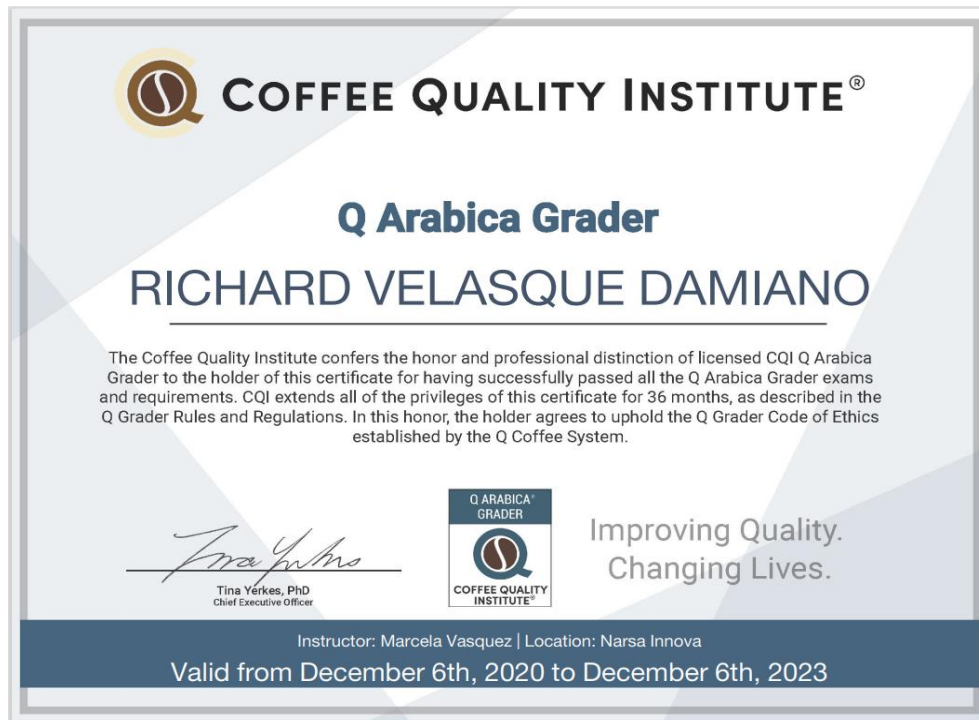 COFFEE QUALITY INSTITUTE®
Q Arabica Grader
RICHARD VELASQUE DAMIANO
The Coffee Quality Institute confers the honor and professional distinction of licensed CQI Q Arabica
Grader to the holder of this certificate for having successfully passed all the Q Arabica Grader exams
and requirements. CQI extends all of the privileges of this certificate for 36 months, as described in the
Q Grader Rules and Regulations. In this honor, the holder agrees to uphold the Q Grader Code of Ethics
established by the Q Coffee System.
Tina Yerkes, PhD
Chief Executive Officer
Q ARABICA®
GRADER
COFFEE QUALITY
INSTITUTE®
Improving Quality.
Changing Lives.
Instructor: Marcela Vasquez | Location: Narsa Innova
Valid from December 6th, 2020 to December 6th, 2023